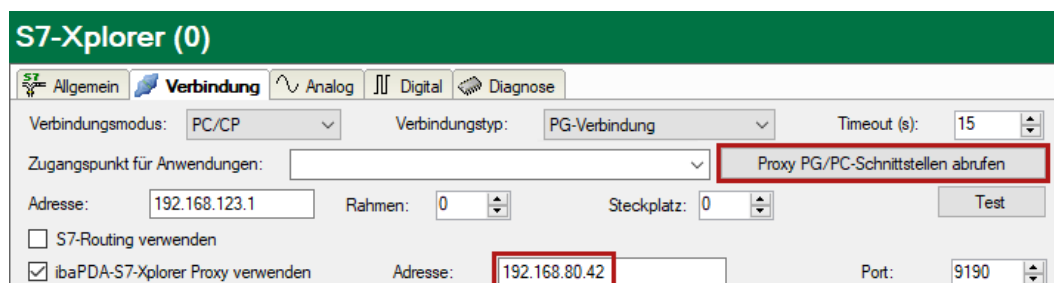 S7-Xplorer (0)
S7 Allgemein Verbindung Analog Digital Diagnose
Verbindungsmodus: PC/CP Verbindungstyp: PG-Verbindung Timeout (s): 15
Zugangspunkt für Anwendungen: Proxy PG/PC-Schnittstellen abrufen
Adresse: 192.168.123.1 Rahmen: 0 Steckplatz: 0 Test
S7-Routing verwenden
ibaPDA-S7-Xplorer Proxy verwenden Adresse: 192.168.80.42 Port: 9190